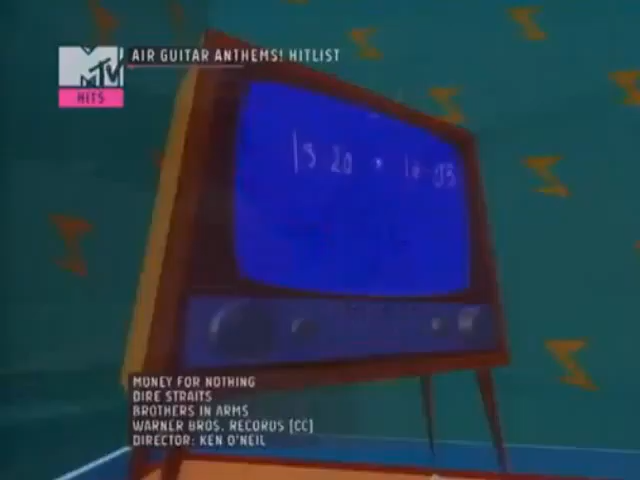 AIR GUITAR ANTHEMS! HITLIST
MTV
HITS
MONEY FOR NOTHING
DIRE STRAITS
BROTHERS IN ARMS
WARNER BROS. RECORDS [CC]
DIRECTOR: KEN O'NEIL